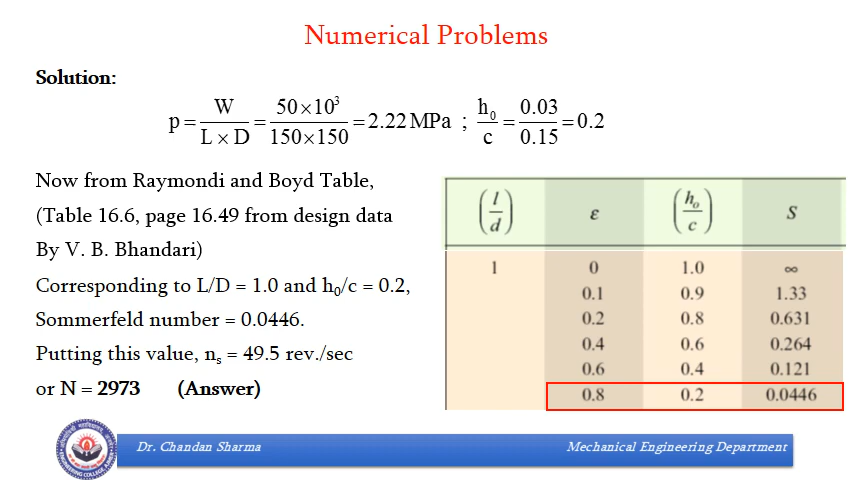 Numerical Problems
Solution:
p = W / (L × D) = 50×10³ / (150×150) = 2.22 MPa ; h₀/c = 0.03/0.15 = 0.2
Now from Raymondi and Boyd Table,
(Table 16.6, page 16.49 from design data
By V. B. Bhandari)
Corresponding to L/D = 1.0 and h₀/c = 0.2,
Sommerfeld number = 0.0446.
Putting this value, nₛ = 49.5 rev./sec
or N = 2973 (Answer)
(l/d) ε (hₒ/c) S
1 0 1.0 ∞
0.1 0.9 1.33
0.2 0.8 0.631
0.4 0.6 0.264
0.6 0.4 0.121
0.8 0.2 0.0446
Dr. Chandan Sharma Mechanical Engineering Department